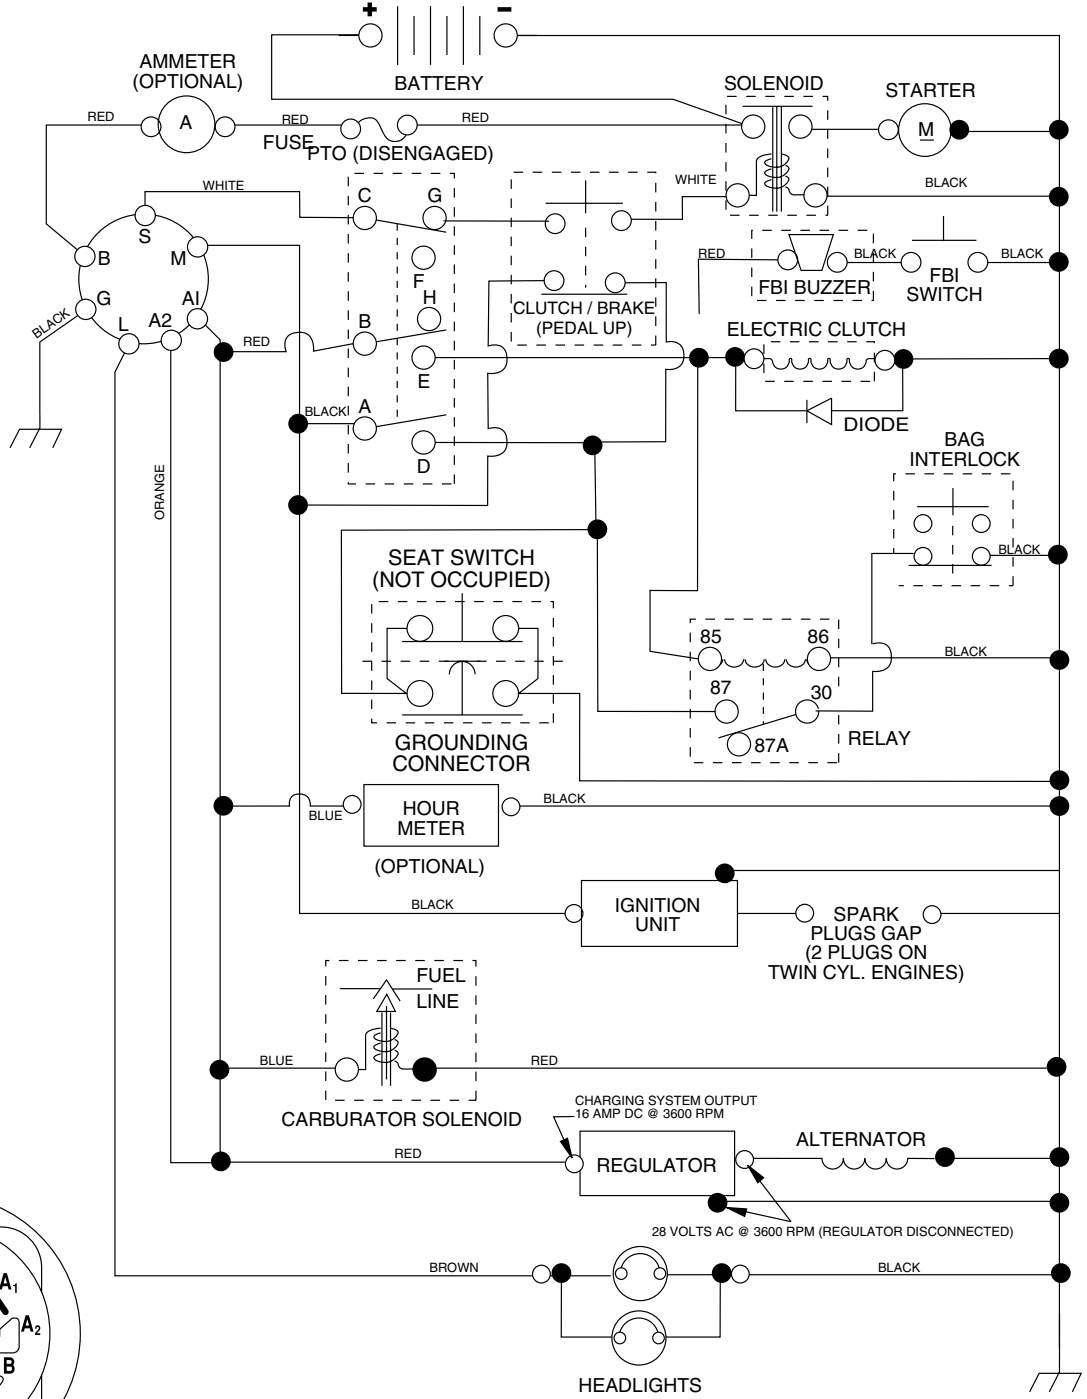 + −
BATTERY
AMMETER
(OPTIONAL)
RED
A
RED
FUSE
RED
PTO (DISENGAGED)
SOLENOID
STARTER
M
WHITE
C
G
WHITE
BLACK
S
B
M
G
A1
L
A2
BLACK
F
H
CLUTCH / BRAKE
(PEDAL UP)
RED
BLACK
BLACK
FBI BUZZER
FBI
SWITCH
RED
B
E
ELECTRIC CLUTCH
DIODE
BLACK
A
D
ORANGE
BAG
INTERLOCK
BLACK
SEAT SWITCH
(NOT OCCUPIED)
GROUNDING
CONNECTOR
85
86
BLACK
87
30
87A
RELAY
BLUE
HOUR
METER
BLACK
(OPTIONAL)
BLACK
IGNITION
UNIT
SPARK
PLUGS GAP
(2 PLUGS ON
TWIN CYL. ENGINES)
FUEL
LINE
BLUE
RED
CARBURATOR SOLENOID
CHARGING SYSTEM OUTPUT
16 AMP DC @ 3600 RPM
RED
REGULATOR
ALTERNATOR
28 VOLTS AC @ 3600 RPM (REGULATOR DISCONNECTED)
BROWN
BLACK
HEADLIGHTS
A1
A2
B